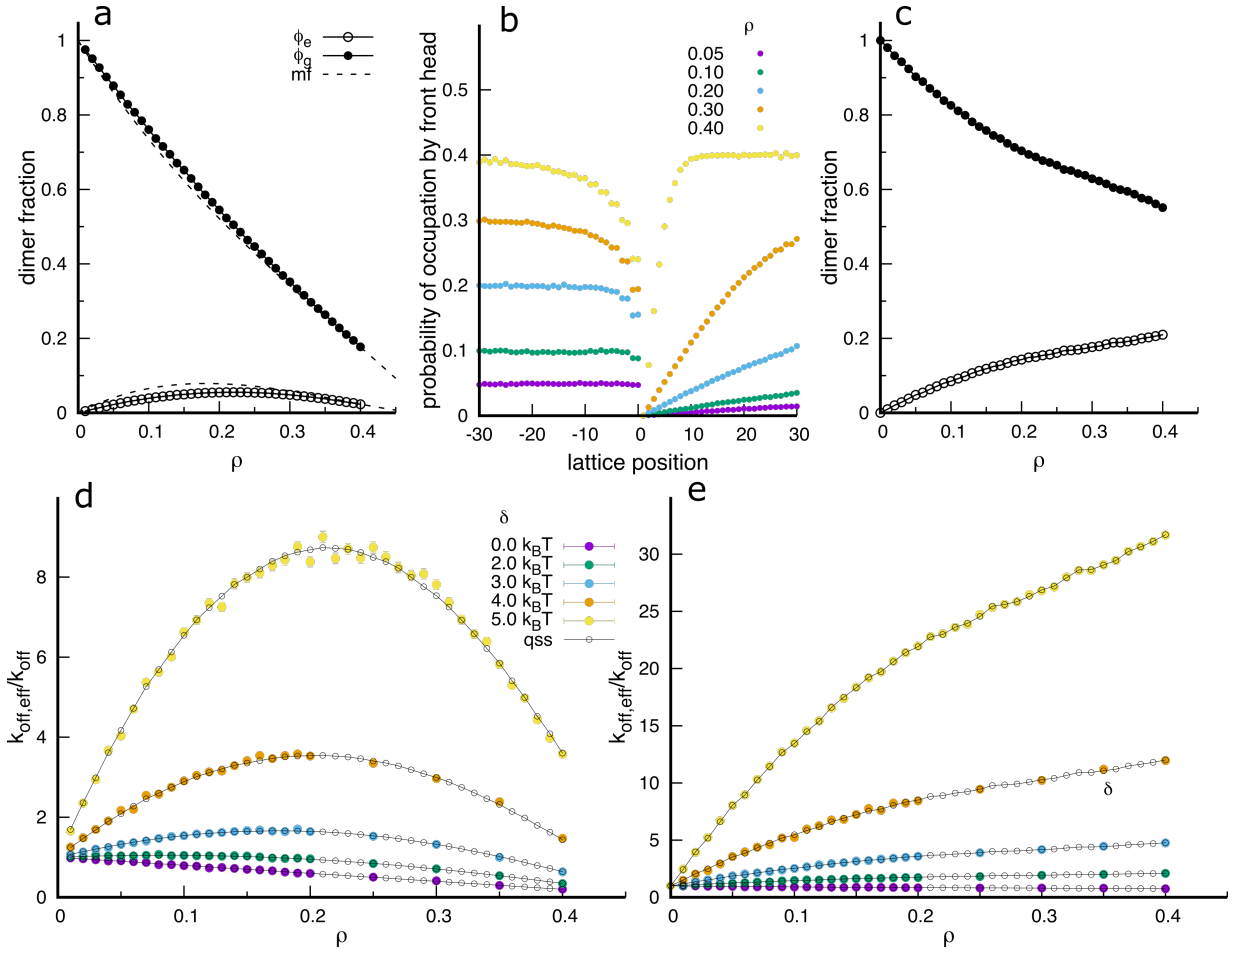 a
dimer fraction
1
0.8
0.6
0.4
0.2
0
0
0.1
0.2
0.3
0.4
ρ
ϕe
ϕg
mf
b
probability of occupation by front head
0.5
0.4
0.3
0.2
0.1
0
-30
-20
-10
0
10
20
30
lattice position
ρ
0.05
0.10
0.20
0.30
0.40
c
dimer fraction
1
0.8
0.6
0.4
0.2
0
0
0.1
0.2
0.3
0.4
ρ
d
koff,eff/koff
8
6
4
2
0
0
0.1
0.2
0.3
0.4
ρ
δ
0.0 kBT
2.0 kBT
3.0 kBT
4.0 kBT
5.0 kBT
qss
e
koff,eff/koff
30
25
20
15
10
5
0
0
0.1
0.2
0.3
0.4
ρ
δ